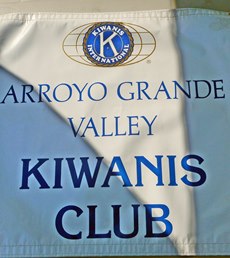 KIWANIS
K
INTERNATIONAL
®
ARROYO GRANDE
VALLEY
KIWANIS
CLUB